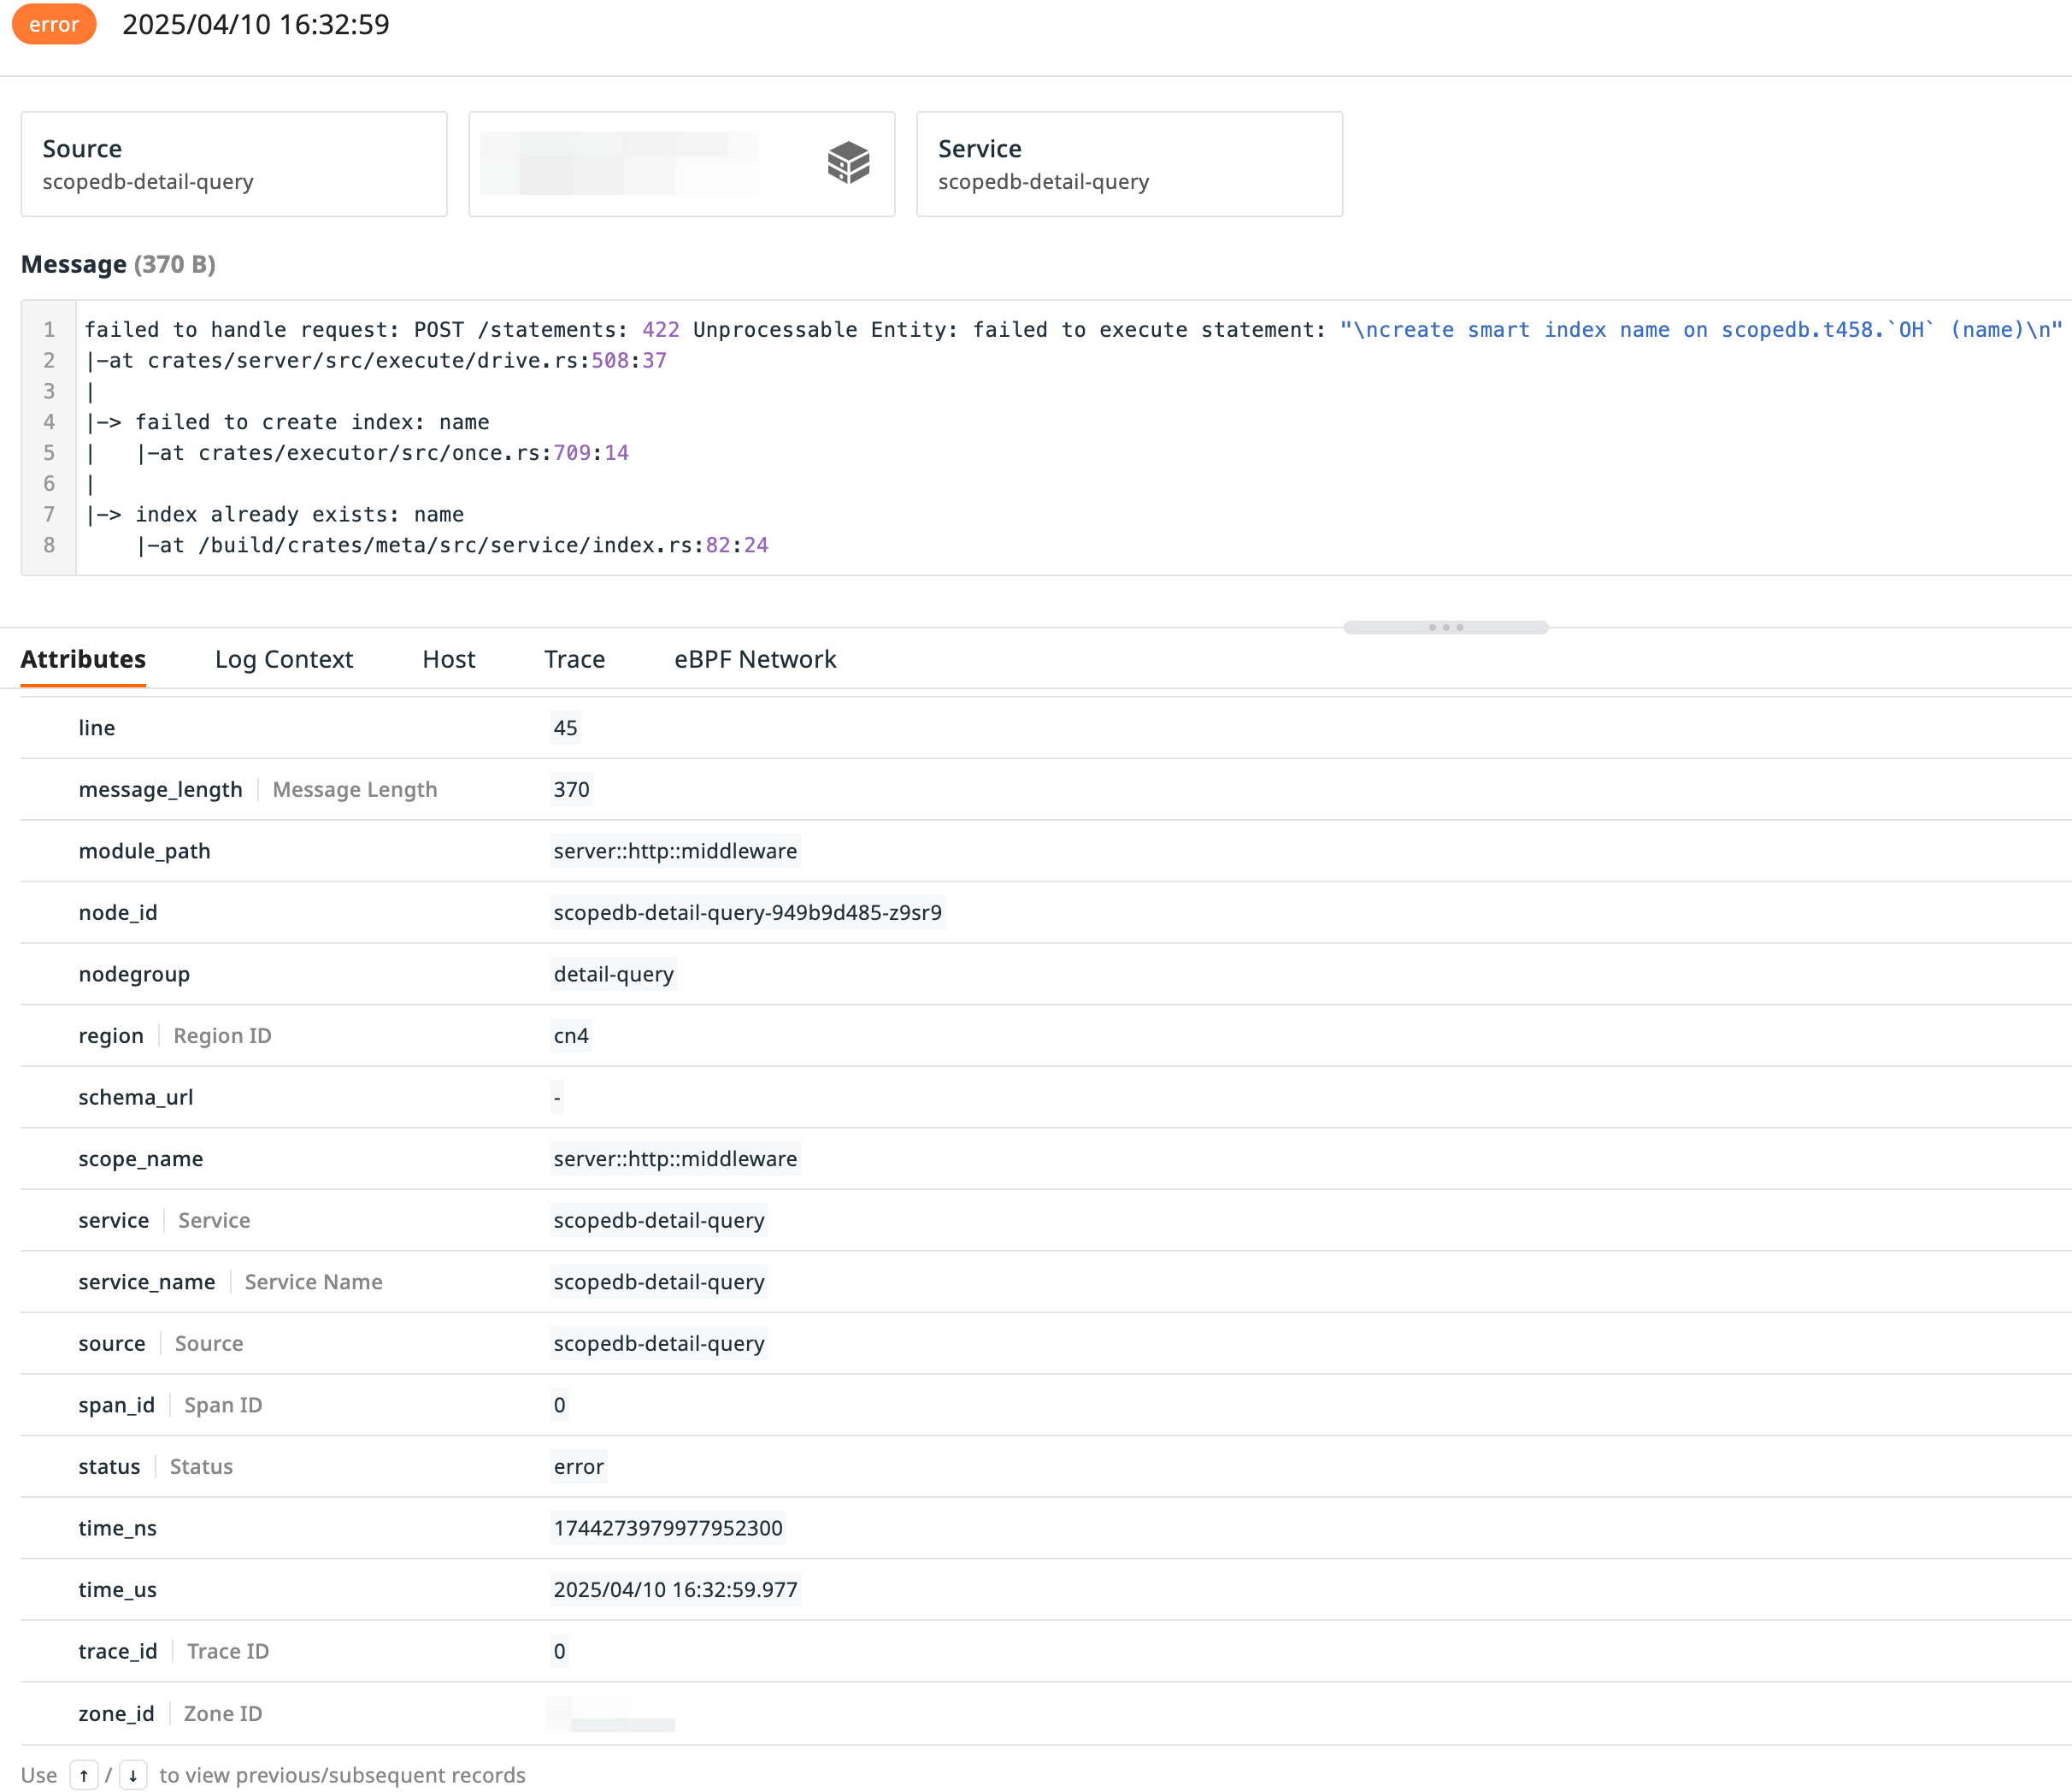 error 2025/04/10 16:32:59
Source
scopedb-detail-query
Service
scopedb-detail-query
Message (370 B)
1 failed to handle request: POST /statements: 422 Unprocessable Entity: failed to execute statement: "\ncreate smart index name on scopedb.t458.`OH` (name)\n"
2 |-at crates/server/src/execute/drive.rs:508:37
3 |
4 |-> failed to create index: name
5 |   |-at crates/executor/src/once.rs:709:14
6 |
7 |-> index already exists: name
8     |-at /build/crates/meta/src/service/index.rs:82:24
Attributes Log Context Host Trace eBPF Network
line 45
message_length Message Length 370
module_path server::http::middleware
node_id scopedb-detail-query-949b9d485-z9sr9
nodegroup detail-query
region Region ID cn4
schema_url -
scope_name server::http::middleware
service Service scopedb-detail-query
service_name Service Name scopedb-detail-query
source Source scopedb-detail-query
span_id Span ID 0
status Status error
time_ns 1744273979977952300
time_us 2025/04/10 16:32:59.977
trace_id Trace ID 0
zone_id Zone ID
Use ↑ / ↓ to view previous/subsequent records